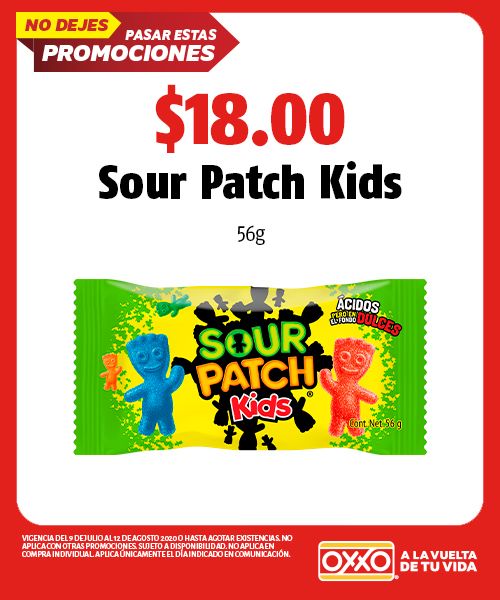 NO DEJES
PASAR ESTAS
PROMOCIONES
$18.00
Sour Patch Kids
56g
ÁCIDOS
PERO EN
EL FONDO DULCES
SOUR
PATCH
Kids®
Cont. Net. 56 g
VIGENCIA DEL 9 DE JULIO AL 12 DE AGOSTO 2020 O HASTA AGOTAR EXISTENCIAS. NO
APLICA CON OTRAS PROMOCIONES. SUJETO A DISPONIBILIDAD. NO APLICA EN
COMPRA INDIVIDUAL. APLICA ÚNICAMENTE EL DÍA INDICADO EN COMUNICACIÓN.
OXXO®
A LA VUELTA
DE TU VIDA